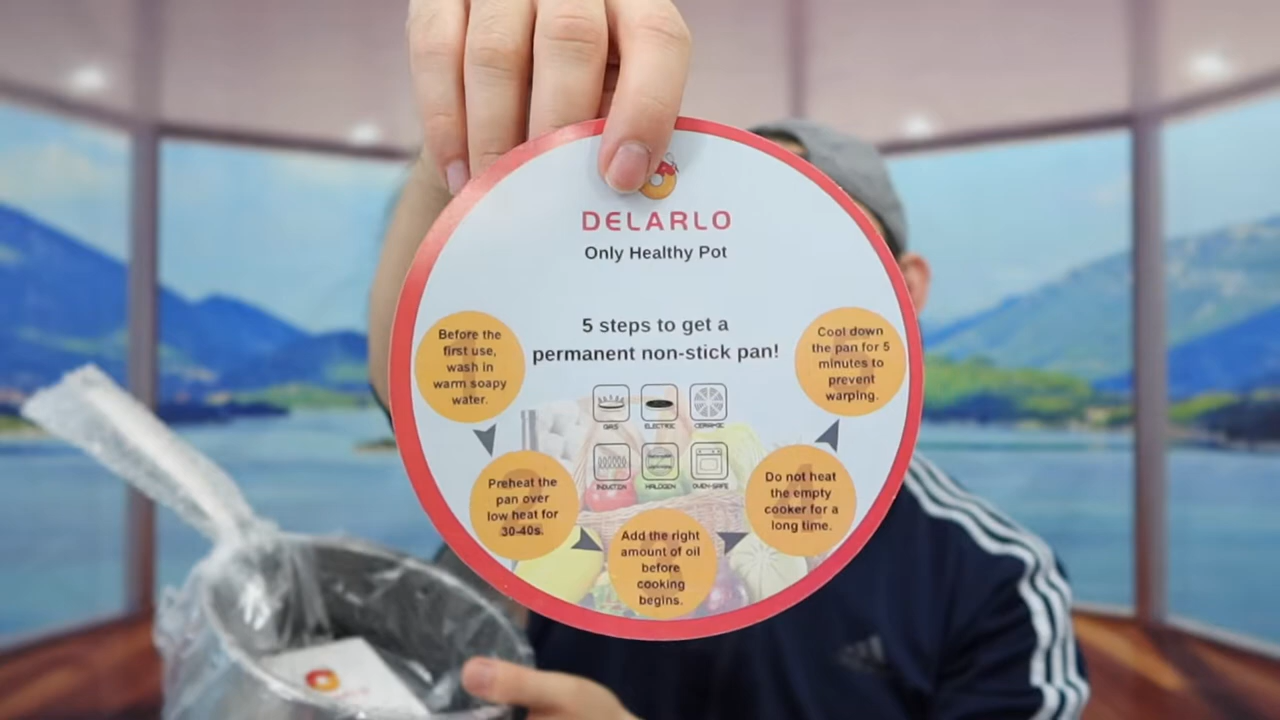 DELARLO
Only Healthy Pot
5 steps to get a
permanent non-stick pan!
Before the
first use,
wash in
warm soapy
water.
Preheat the
pan over
low heat for
30-40s.
Add the right
amount of oil
before
cooking
begins.
Do not heat
the empty
cooker for a
long time.
Cool down
the pan for 5
minutes to
prevent
warping.
GAS ELECTRIC CERAMIC
INDUCTION HALOGEN OVEN-SAFE